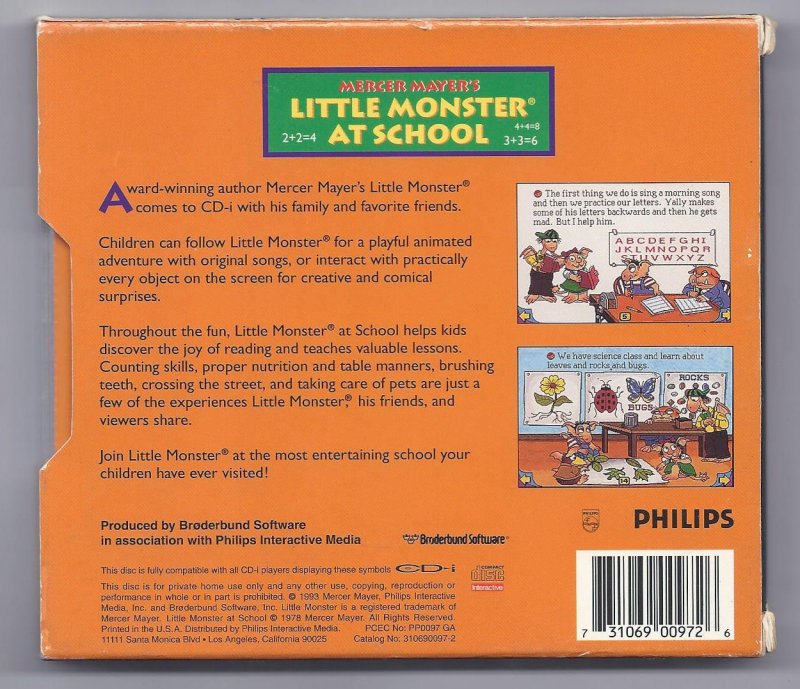 MERCER MAYER'S
LITTLE MONSTER®
AT SCHOOL
2+2=4
4+4=8
3+3=6
Award-winning author Mercer Mayer's Little Monster®
comes to CD-i with his family and favorite friends.
Children can follow Little Monster® for a playful animated
adventure with original songs, or interact with practically
every object on the screen for creative and comical
surprises.
Throughout the fun, Little Monster® at School helps kids
discover the joy of reading and teaches valuable lessons.
Counting skills, proper nutrition and table manners, brushing
teeth, crossing the street, and taking care of pets are just a
few of the experiences Little Monster®, his friends, and
viewers share.
Join Little Monster® at the most entertaining school your
children have ever visited!
The first thing we do is sing a morning song
and then we practice our letters. Yally makes
some of his letters backwards and then he gets
mad. But I help him.
ABCDEFGHI
JKLMNOPQR
STUVWXYZ
5
We have science class and learn about
leaves and rocks and bugs.
BUGS
ROCKS
14
Produced by Brøderbund Software
in association with Philips Interactive Media
Brøderbund Software®
PHILIPS
PHILIPS
This disc is fully compatible with all CD-i players displaying these symbols CD-i
COMPACT
disc
Interactive
This disc is for private home use only and any other use, copying, reproduction or
performance in whole or in part is prohibited. © 1993 Mercer Mayer, Philips Interactive
Media, Inc. and Brøderbund Software, Inc. Little Monster is a registered trademark of
Mercer Mayer. Little Monster at School © 1978 Mercer Mayer. All Rights Reserved.
Printed in the U.S.A. Distributed by Philips Interactive Media. PCEC No: PP0097 GA
11111 Santa Monica Blvd • Los Angeles, California 90025 Catalog No: 310690097-2
7 31069 00972 6